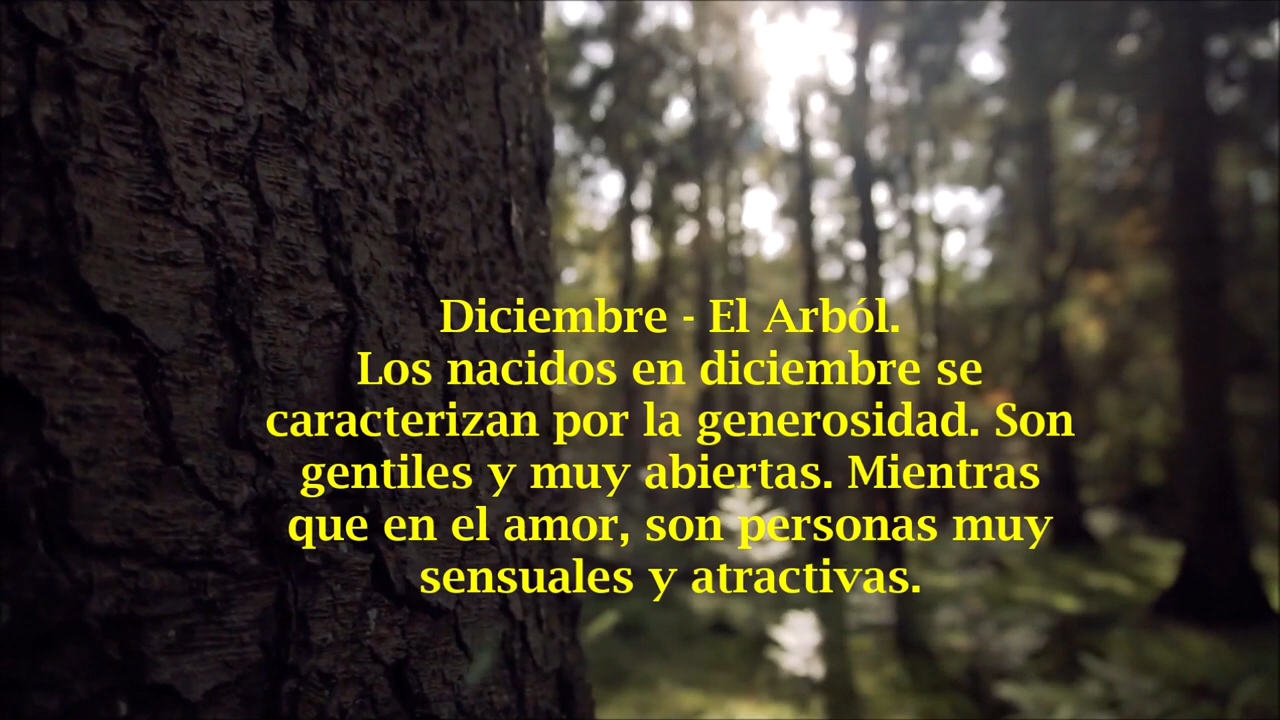 Diciembre - El Arból.
Los nacidos en diciembre se
caracterizan por la generosidad. Son
gentiles y muy abiertas. Mientras
que en el amor, son personas muy
sensuales y atractivas.